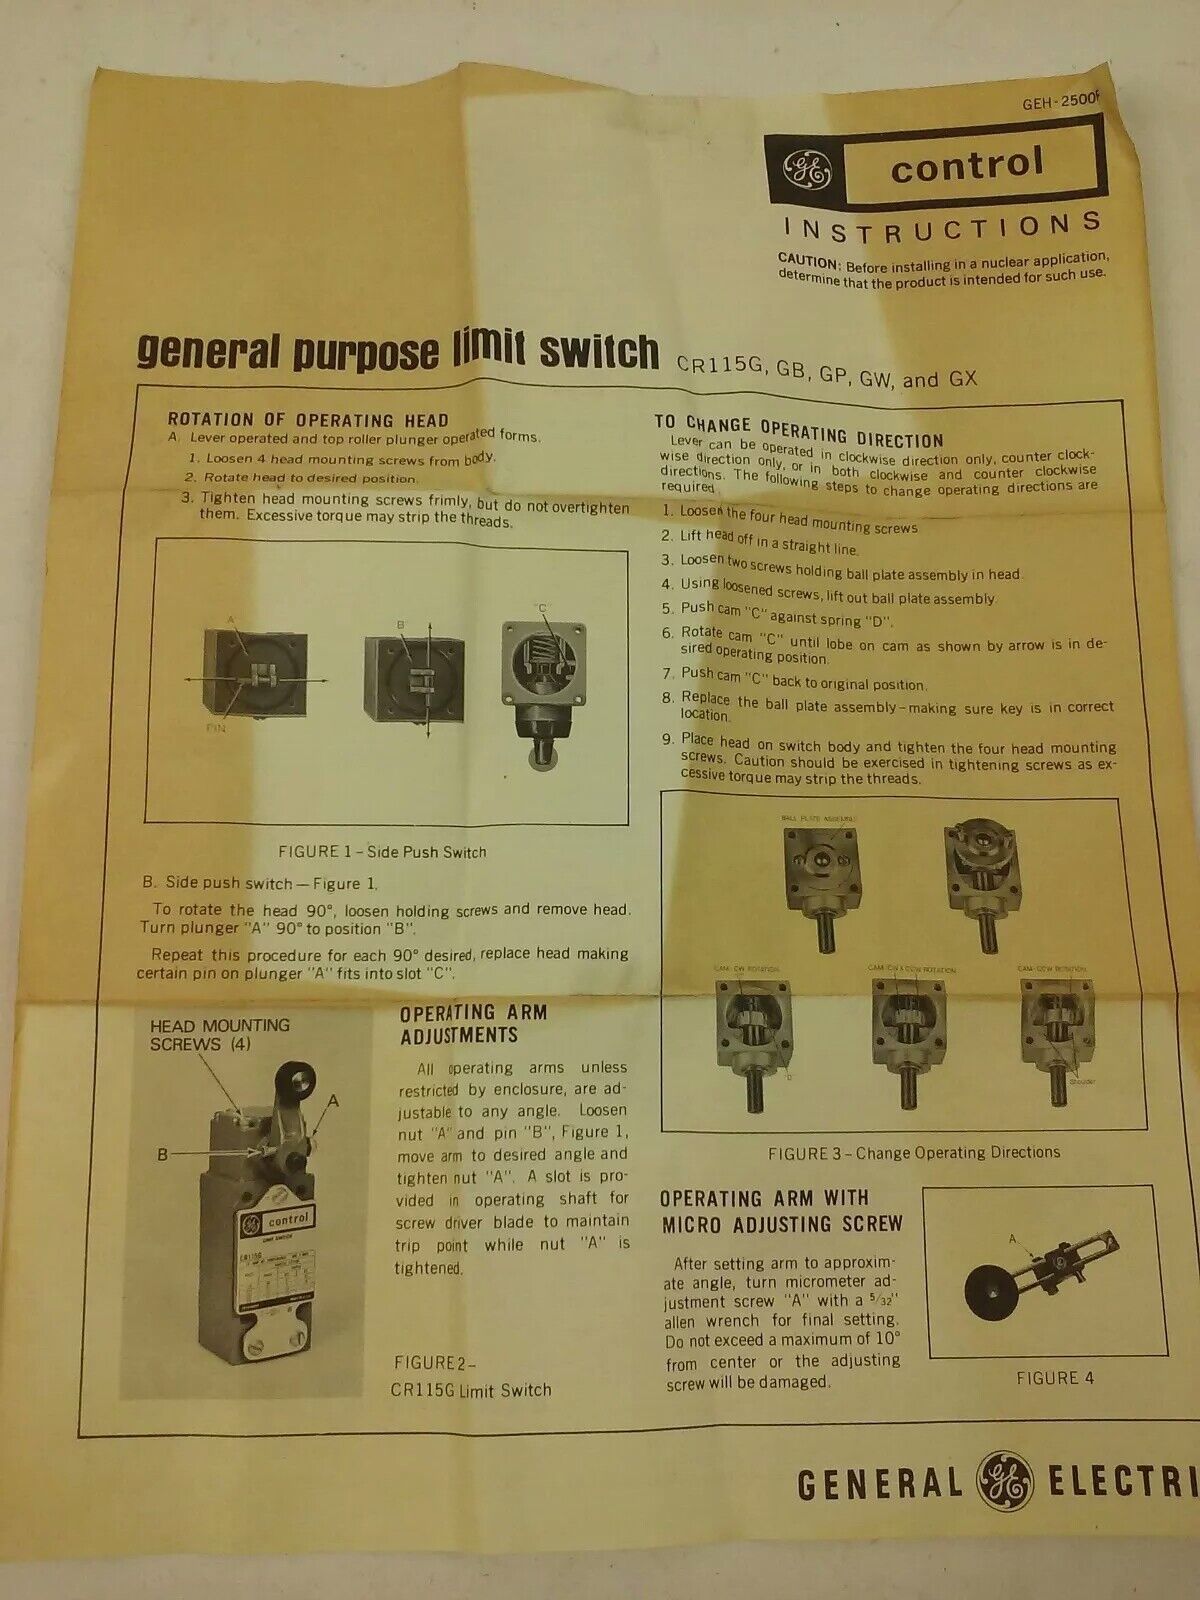 GEH-2500F
GE control
INSTRUCTIONS
CAUTION: Before installing in a nuclear application,
determine that the product is intended for such use.
general purpose limit switch CR115G, GB, GP, GW, and GX
ROTATION OF OPERATING HEAD
A. Lever operated and top roller plunger operated forms.
1. Loosen 4 head mounting screws from body.
2. Rotate head to desired position.
3. Tighten head mounting screws frimly, but do not overtighten
them. Excessive torque may strip the threads.
A
PIN
B
"C"
FIGURE 1 – Side Push Switch
B. Side push switch — Figure 1.
To rotate the head 90°, loosen holding screws and remove head.
Turn plunger "A" 90° to position "B".
Repeat this procedure for each 90° desired, replace head making
certain pin on plunger "A" fits into slot "C".
HEAD MOUNTING
SCREWS (4)
A
B
GE control
LIMIT SWITCH
CR115G
OPERATING ARM
ADJUSTMENTS
All operating arms unless
restricted by enclosure, are ad-
justable to any angle. Loosen
nut "A" and pin "B", Figure 1,
move arm to desired angle and
tighten nut "A". A slot is pro-
vided in operating shaft for
screw driver blade to maintain
trip point while nut "A" is
tightened.
FIGURE 2 –
CR115G Limit Switch
TO CHANGE OPERATING DIRECTION
Lever can be operated in clockwise direction only, counter clock-
wise direction only, or in both clockwise and counter clockwise
directions. The following steps to change operating directions are
required
1. Loosen the four head mounting screws
2. Lift head off in a straight line.
3. Loosen two screws holding ball plate assembly in head.
4. Using loosened screws, lift out ball plate assembly.
5. Push cam "C" against spring "D".
6. Rotate cam "C" until lobe on cam as shown by arrow is in de-
sired operating position.
7. Push cam "C" back to original position.
8. Replace the ball plate assembly – making sure key is in correct
location.
9. Place head on switch body and tighten the four head mounting
screws. Caution should be exercised in tightening screws as ex-
cessive torque may strip the threads.
BALL PLATE ASSEMBLY
CAM-CW ROTATION
CAM-CW & CCW ROTATION
CAM-CCW ROTATION
"D"
Shoulder
FIGURE 3 – Change Operating Directions
OPERATING ARM WITH
MICRO ADJUSTING SCREW
After setting arm to approxim-
ate angle, turn micrometer ad-
justment screw "A" with a 5/32"
allen wrench for final setting.
Do not exceed a maximum of 10°
from center or the adjusting
screw will be damaged.
A
FIGURE 4
GENERAL GE ELECTRI